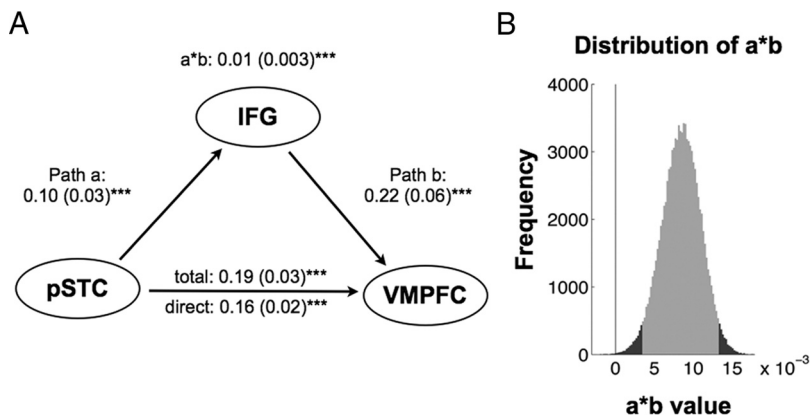 A
a*b: 0.01 (0.003)***
IFG
Path a:
0.10 (0.03)***
Path b:
0.22 (0.06)***
pSTC
total: 0.19 (0.03)***
direct: 0.16 (0.02)***
VMPFC
B
Distribution of a*b
Frequency
4000
3000
2000
1000
0
0 5 10 15 x 10⁻³
a*b value